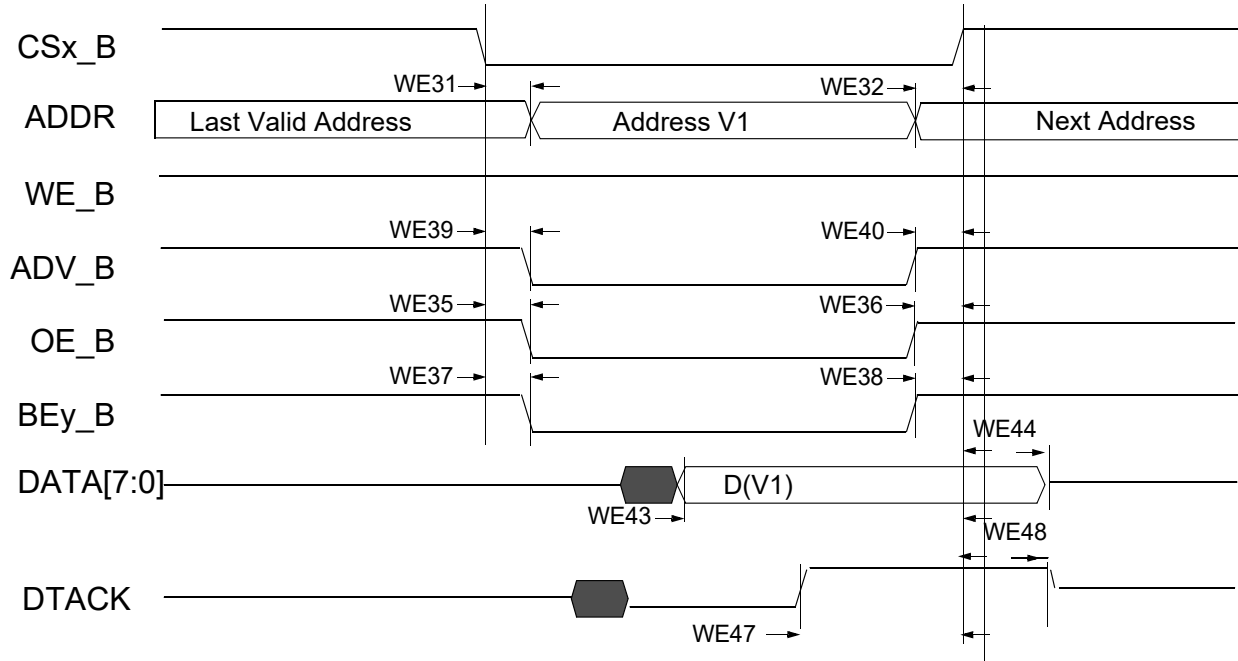 CSx_B
WE31
WE32
ADDR
Last Valid Address
Address V1
Next Address
WE_B
WE39
WE40
ADV_B
WE35
WE36
OE_B
WE37
WE38
BEy_B
WE44
DATA[7:0]
D(V1)
WE43
WE48
DTACK
WE47